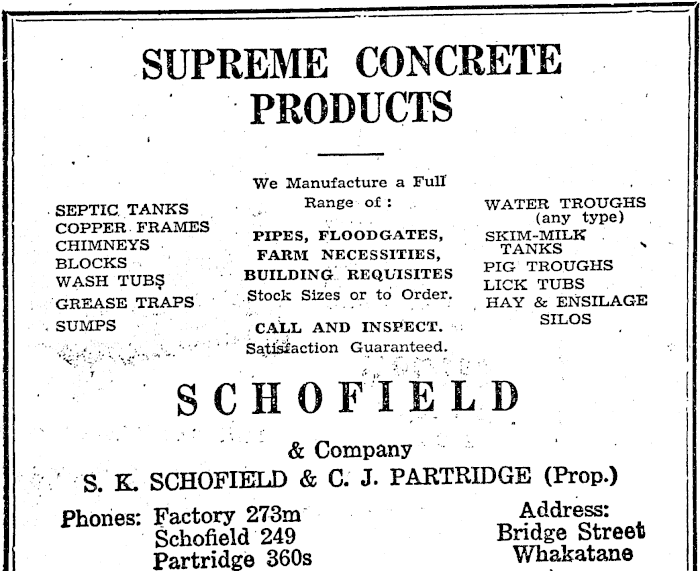 SUPREME CONCRETE
PRODUCTS
We Manufacture a Full
Range of :
SEPTIC TANKS
COPPER FRAMES
CHIMNEYS
BLOCKS
WASH TUBS
GREASE TRAPS
SUMPS
PIPES, FLOODGATES,
FARM NECESSITIES,
BUILDING REQUISITES
Stock Sizes or to Order.
CALL AND INSPECT.
Satisfaction Guaranteed.
WATER TROUGHS
(any type)
SKIM-MILK
TANKS
PIG TROUGHS
LICK TUBS
HAY & ENSILAGE
SILOS
SCHOFIELD
& Company
S. K. SCHOFIELD & C. J. PARTRIDGE (Prop.)
Phones: Factory 273m
Schofield 249
Partridge 360s
Address:
Bridge Street
Whakatane